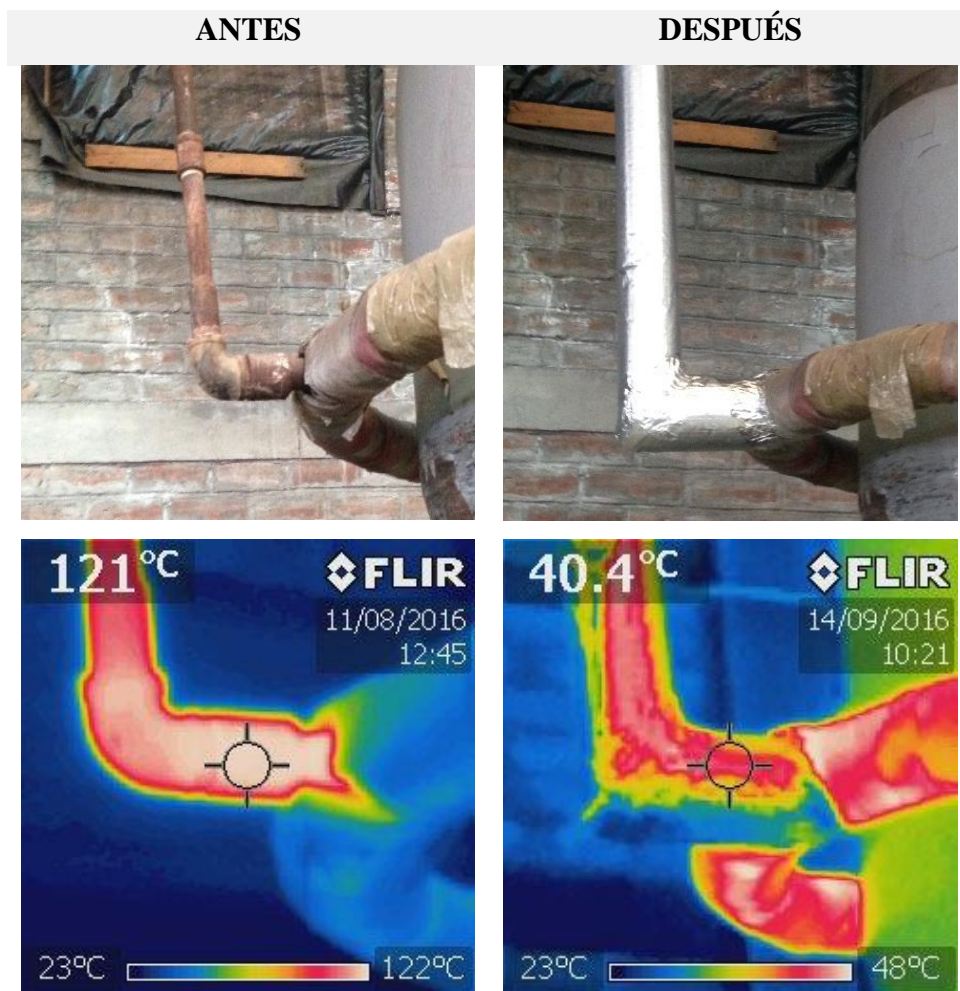 ANTES DESPUÉS
121°C FLIR
11/08/2016
12:45
23°C 122°C
40.4°C FLIR
14/09/2016
10:21
23°C 48°C